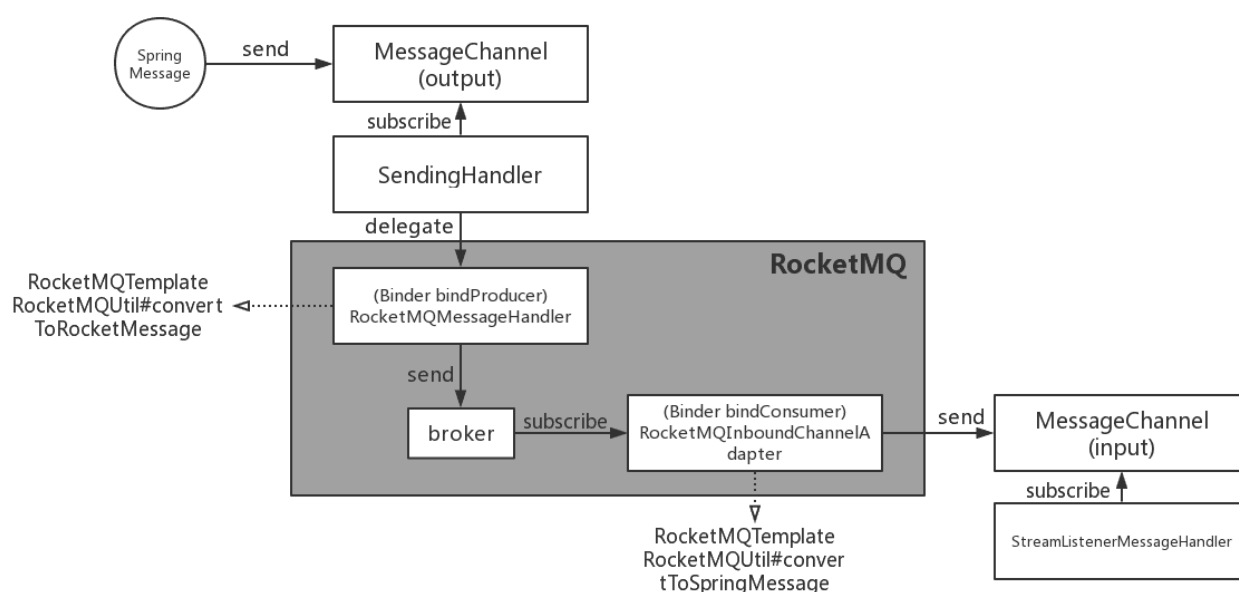 Spring
Message
send
MessageChannel
(output)
subscribe
SendingHandler
delegate
RocketMQ
RocketMQTemplate
RocketMQUtil#convert
ToRocketMessage
(Binder bindProducer)
RocketMQMessageHandler
send
broker
subscribe
(Binder bindConsumer)
RocketMQInboundChannelA
dapter
send
MessageChannel
(input)
subscribe
StreamListenerMessageHandler
RocketMQTemplate
RocketMQUtil#conver
tToSpringMessage